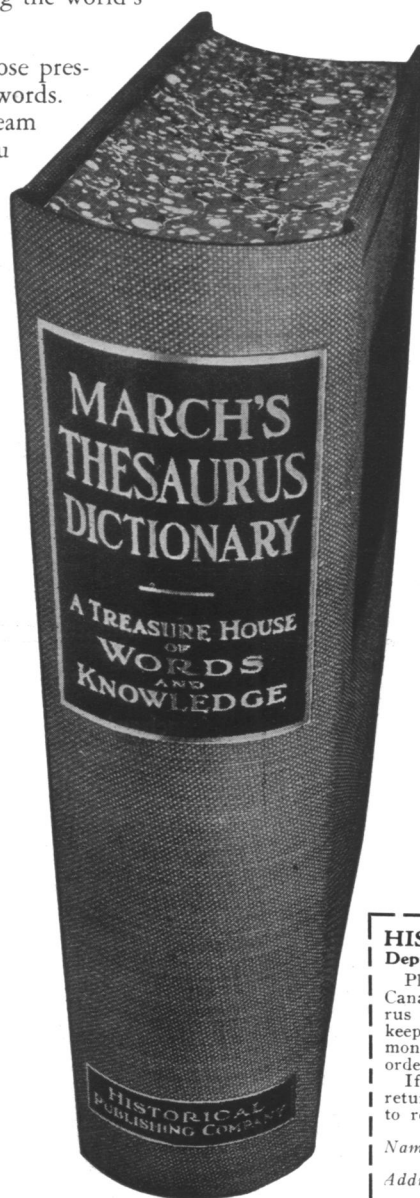 ng the world's
ose pres-
words.
eam
u
MARCH'S
THESAURUS
DICTIONARY
A TREASURE HOUSE
OF
WORDS
AND
KNOWLEDGE
HISTORICAL
PUBLISHING COMPANY
HIS
Dep
Pl
Cana
rus
keep
mon
orde
If
retu
to re
Nam
Add